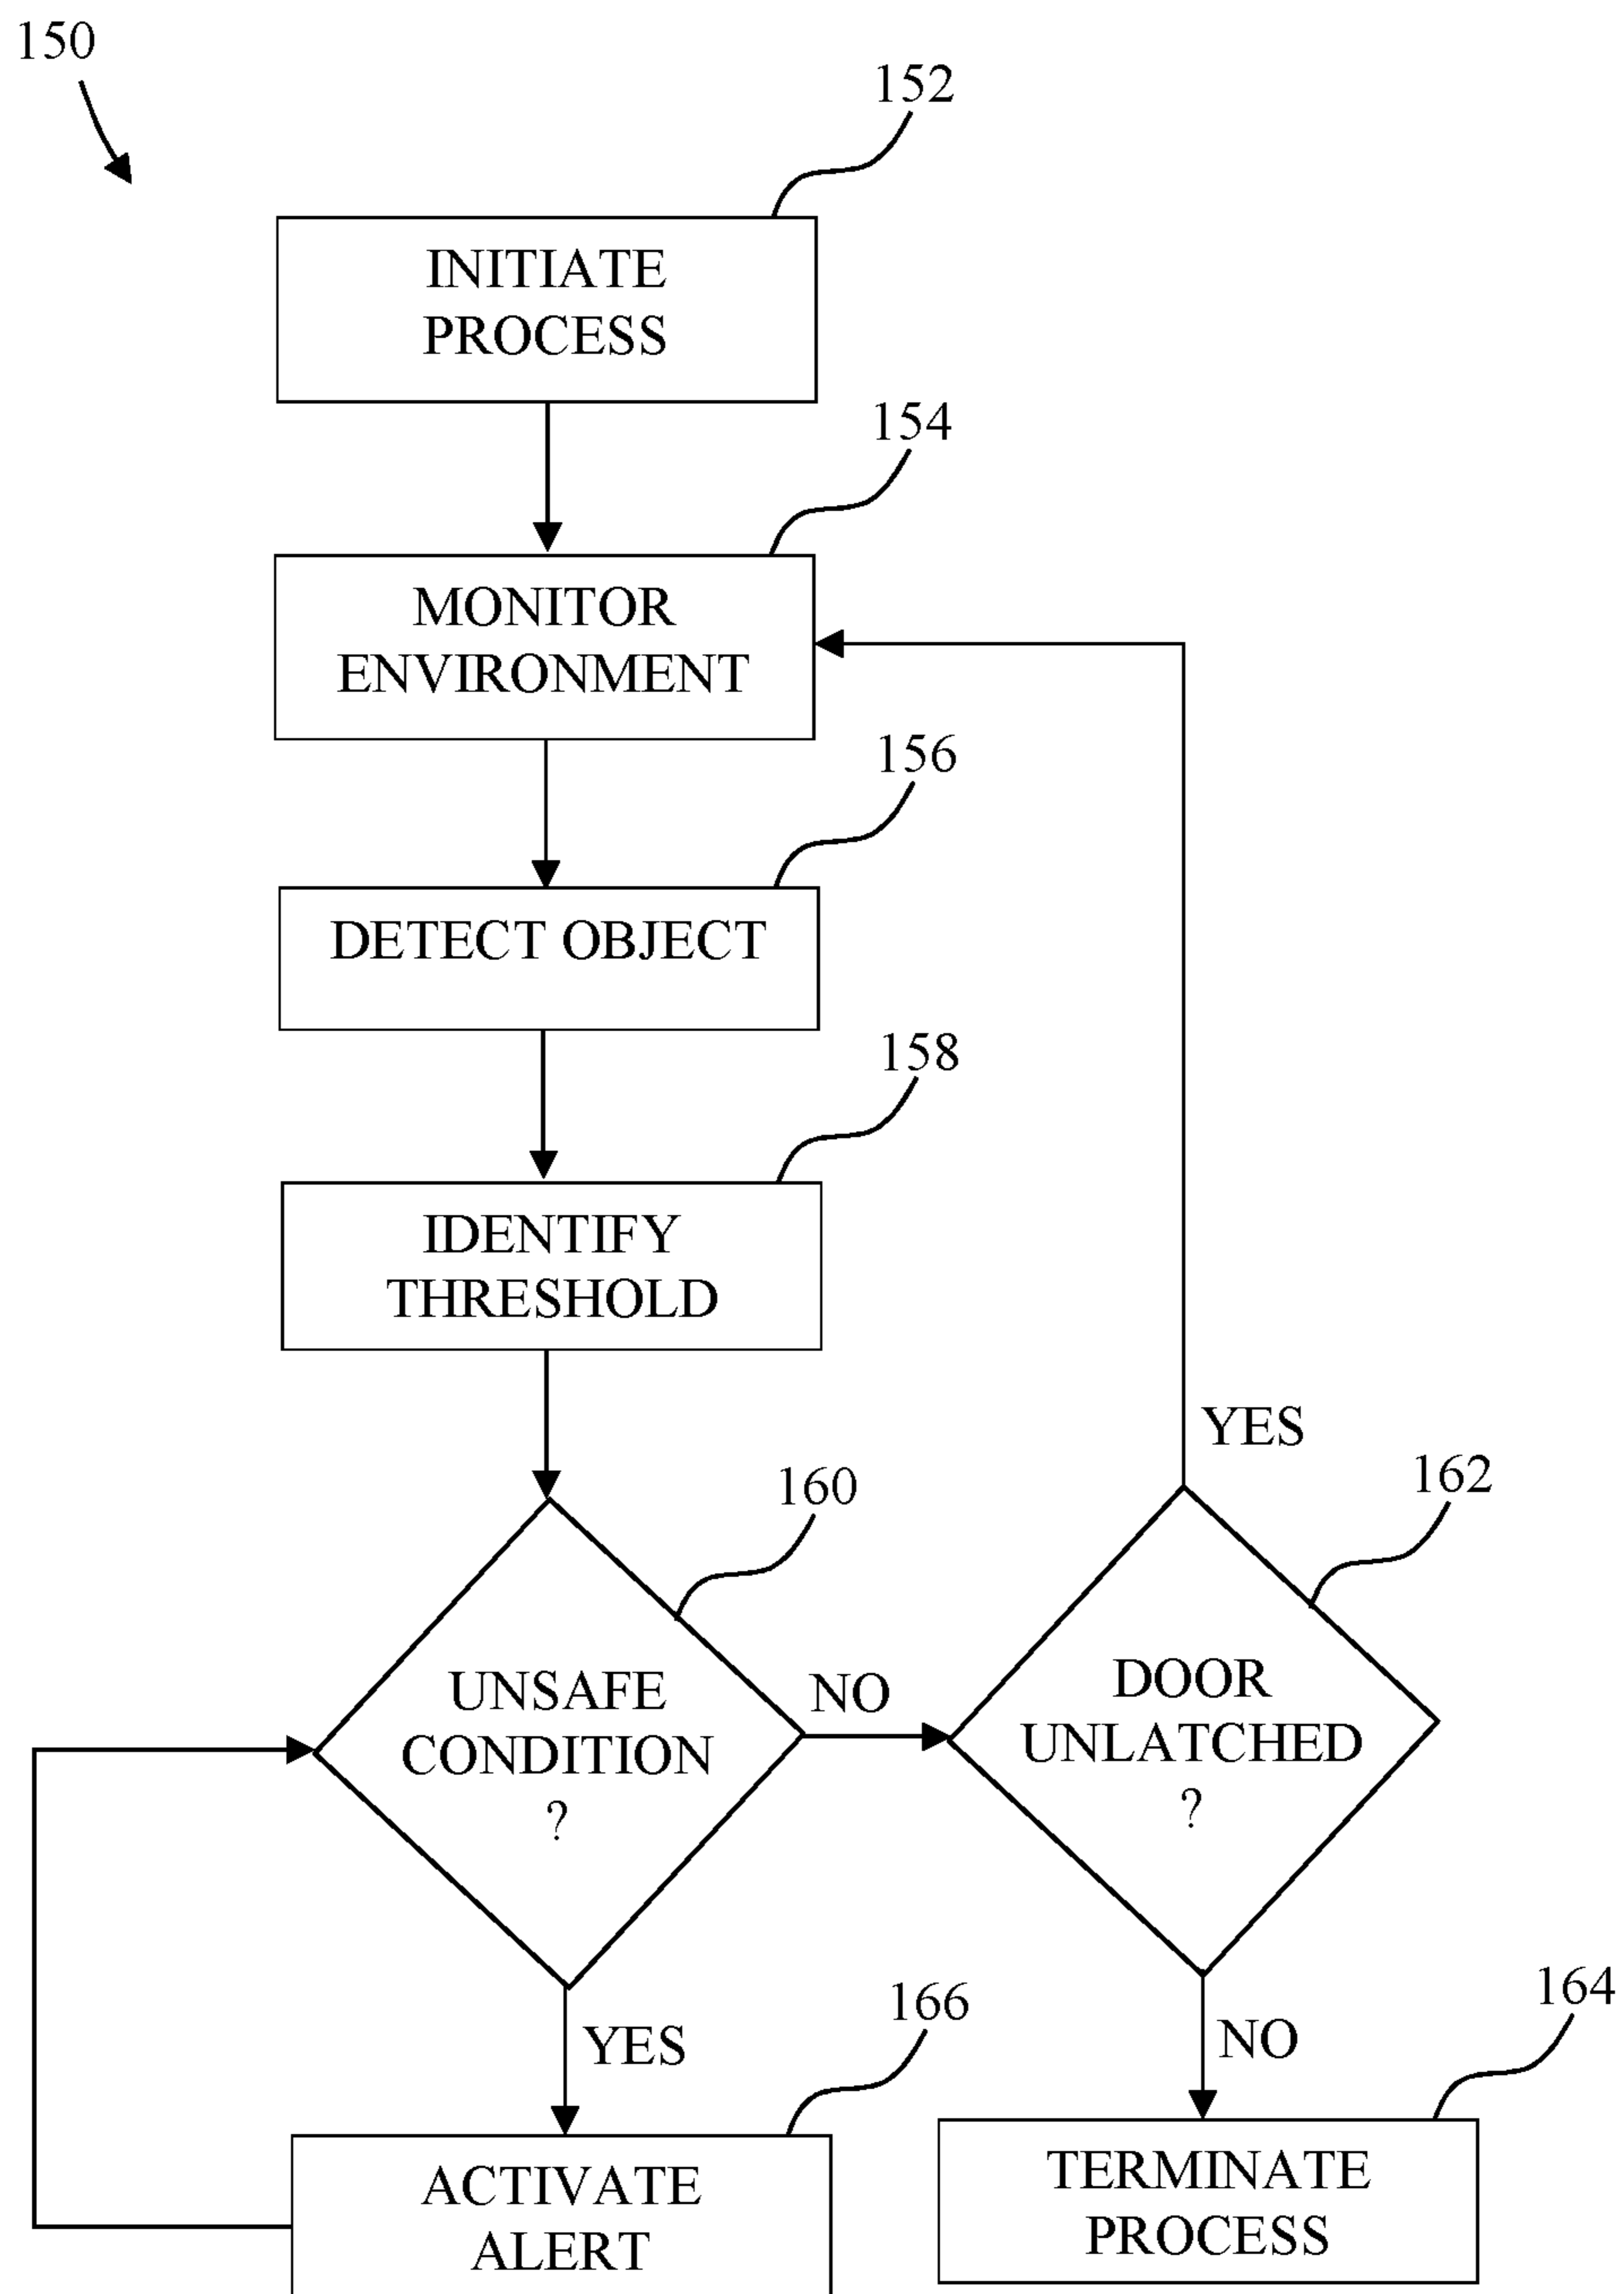 150
152
INITIATE
PROCESS
154
MONITOR
ENVIRONMENT
156
DETECT OBJECT
158
IDENTIFY
THRESHOLD
YES
160
162
UNSAFE
CONDITION
?
NO
DOOR
UNLATCHED
?
166
164
YES
NO
ACTIVATE
ALERT
TERMINATE
PROCESS